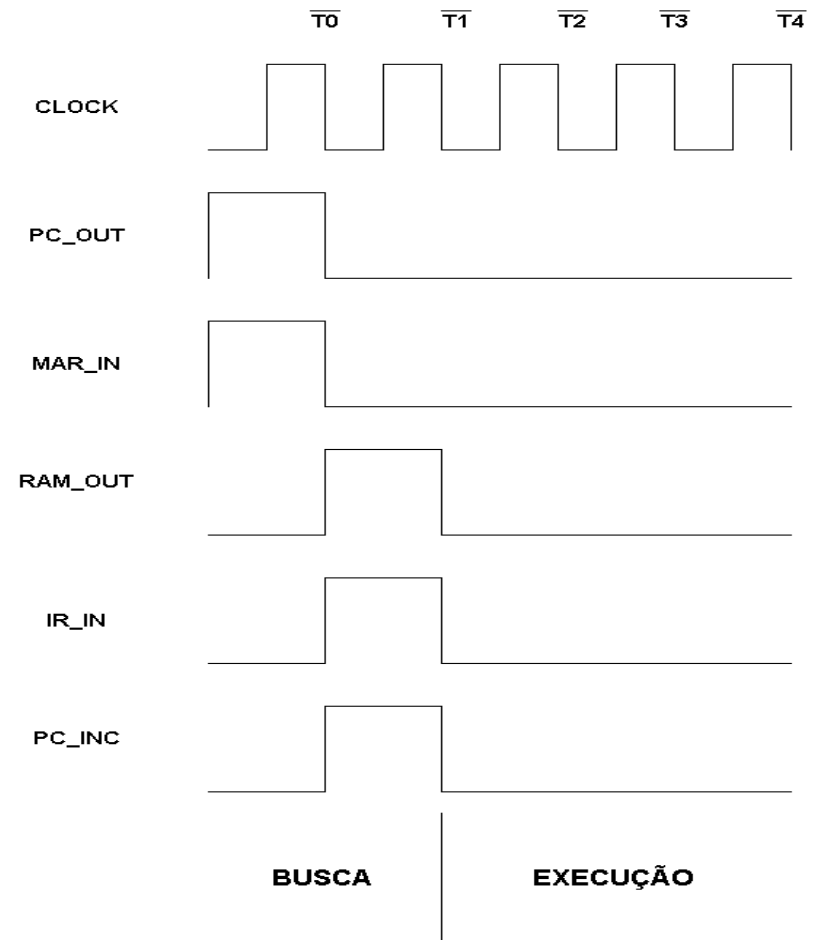 T0 T1 T2 T3 T4
CLOCK
PC_OUT
MAR_IN
RAM_OUT
IR_IN
PC_INC
BUSCA EXECUÇÃO